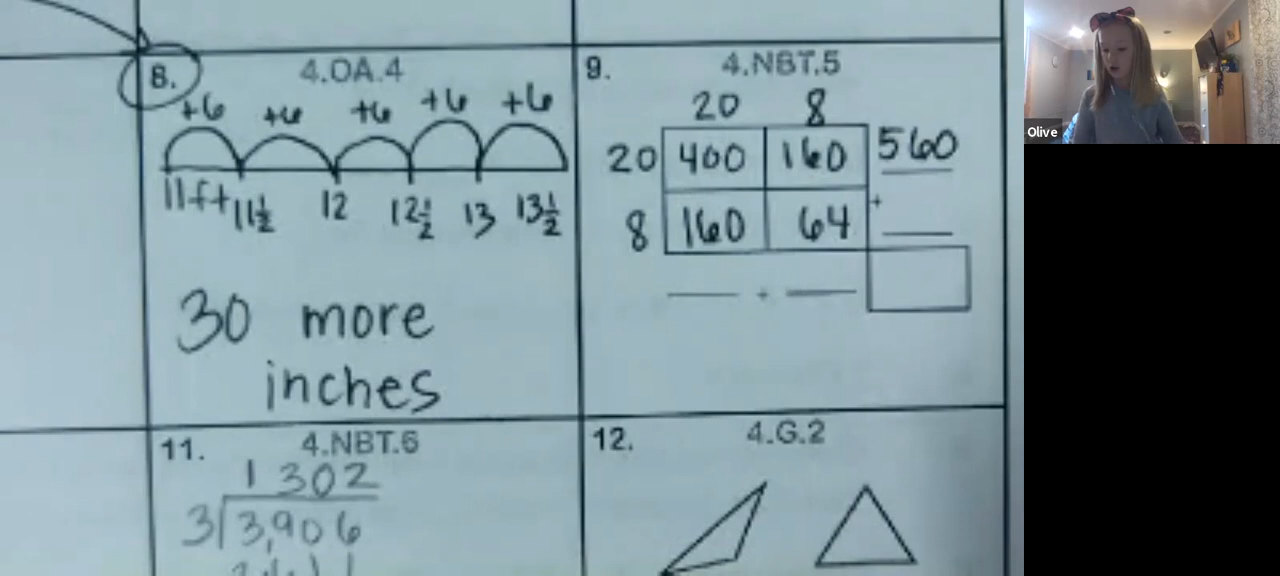 8.
4.OA.4
+6 +6 +6 +6 +6
11ft 11½ 12 12½ 13 13½
30 more
inches
9.
4.NBT.5
20 8
20 400 160 560
+
8 160 64
+
11.
4.NBT.6
1 302
3 3,906
12.
4.G.2
Olive